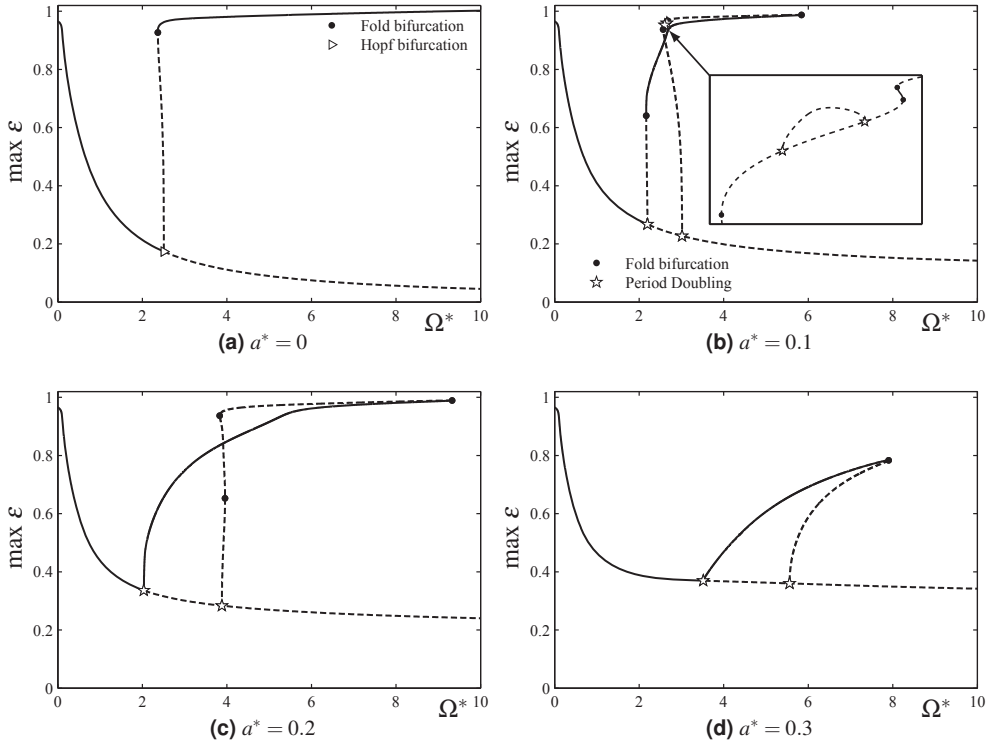 max ε
1
0.8
0.6
0.4
0.2
0
Fold bifurcation
Hopf bifurcation
0 2 4 6 8 10
Ω*
(a) a* = 0
max ε
1
0.8
0.6
0.4
0.2
0
Fold bifurcation
Period Doubling
0 2 4 6 8 10
Ω*
(b) a* = 0.1
max ε
1
0.8
0.6
0.4
0.2
0
0 2 4 6 8 10
Ω*
(c) a* = 0.2
max ε
1
0.8
0.6
0.4
0.2
0
0 2 4 6 8 10
Ω*
(d) a* = 0.3